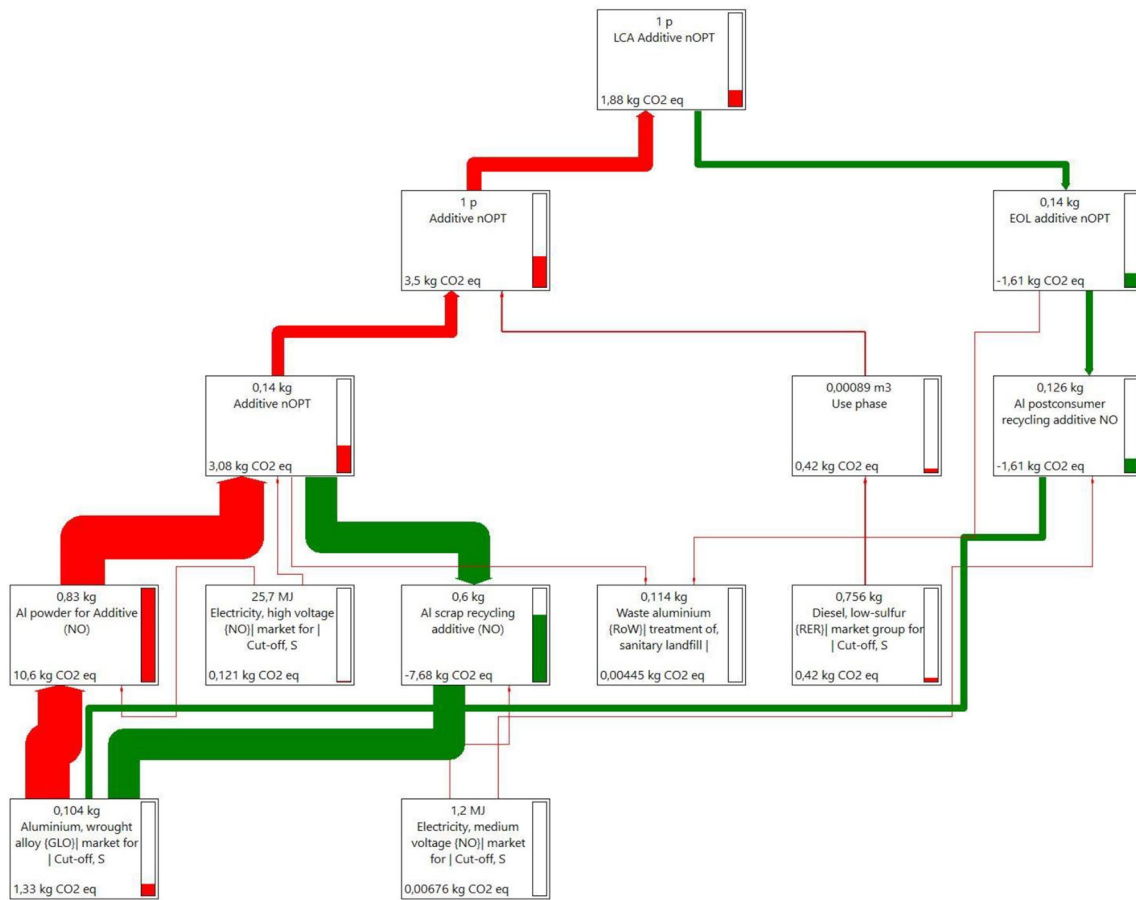 1 p
LCA Additive nOPT
1,88 kg CO2 eq
1 p
Additive nOPT
3,5 kg CO2 eq
0,14 kg
EOL additive nOPT
-1,61 kg CO2 eq
0,14 kg
Additive nOPT
3,08 kg CO2 eq
0,00089 m3
Use phase
0,42 kg CO2 eq
0,126 kg
Al postconsumer
recycling additive NO
-1,61 kg CO2 eq
0,83 kg
Al powder for Additive
(NO)
10,6 kg CO2 eq
25,7 MJ
Electricity, high voltage
{NO}| market for |
Cut-off, S
0,121 kg CO2 eq
0,6 kg
Al scrap recycling
additive (NO)
-7,68 kg CO2 eq
0,114 kg
Waste aluminium
{RoW}| treatment of,
sanitary landfill |
0,00445 kg CO2 eq
0,756 kg
Diesel, low-sulfur
{RER}| market group for
| Cut-off, S
0,42 kg CO2 eq
0,104 kg
Aluminium, wrought
alloy {GLO}| market for
| Cut-off, S
1,33 kg CO2 eq
1,2 MJ
Electricity, medium
voltage {NO}| market
for | Cut-off, S
0,00676 kg CO2 eq